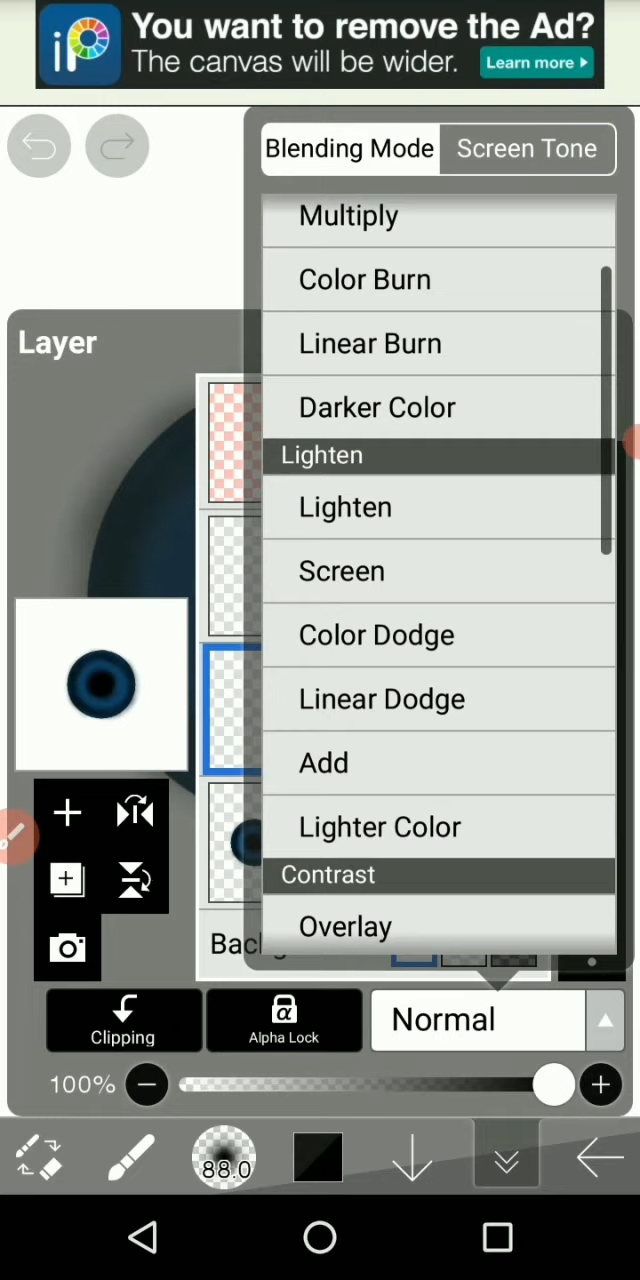 iP
You want to remove the Ad?
The canvas will be wider.
Learn more
Blending Mode
Screen Tone
Multiply
Color Burn
Linear Burn
Darker Color
Lighten
Lighten
Screen
Color Dodge
Linear Dodge
Add
Lighter Color
Contrast
Overlay
Layer
Normal
Clipping
α
Alpha Lock
100%
88.0